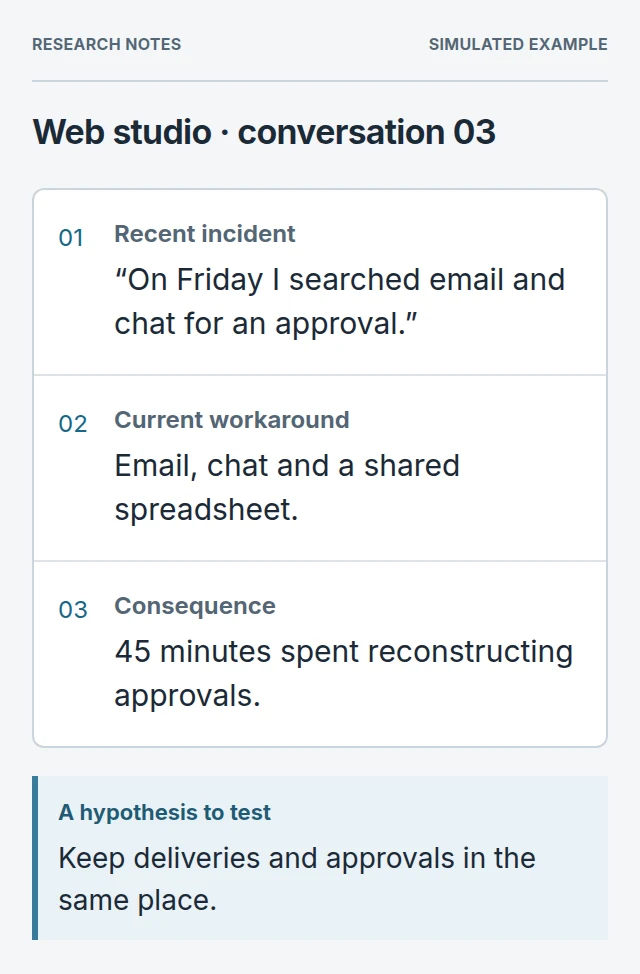 RESEARCH NOTES
SIMULATED EXAMPLE
Web studio · conversation 03
01
Recent incident
“On Friday I searched email and
chat for an approval.”
02
Current workaround
Email, chat and a shared
spreadsheet.
03
Consequence
45 minutes spent reconstructing
approvals.
A hypothesis to test
Keep deliveries and approvals in the
same place.